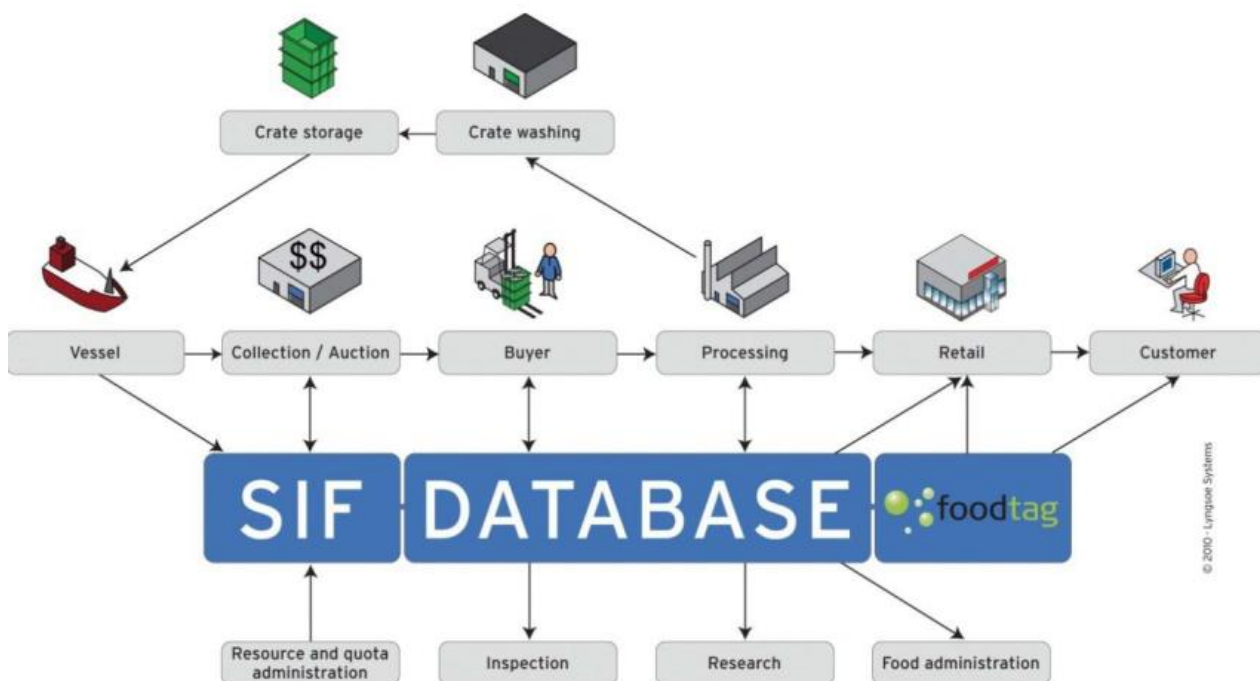 Crate storage
Crate washing
$$
Vessel
Collection / Auction
Buyer
Processing
Retail
Customer
SIF
DATABASE
foodtag
Resource and quota
administration
Inspection
Research
Food administration
© 2010 - Lyngsoe Systems